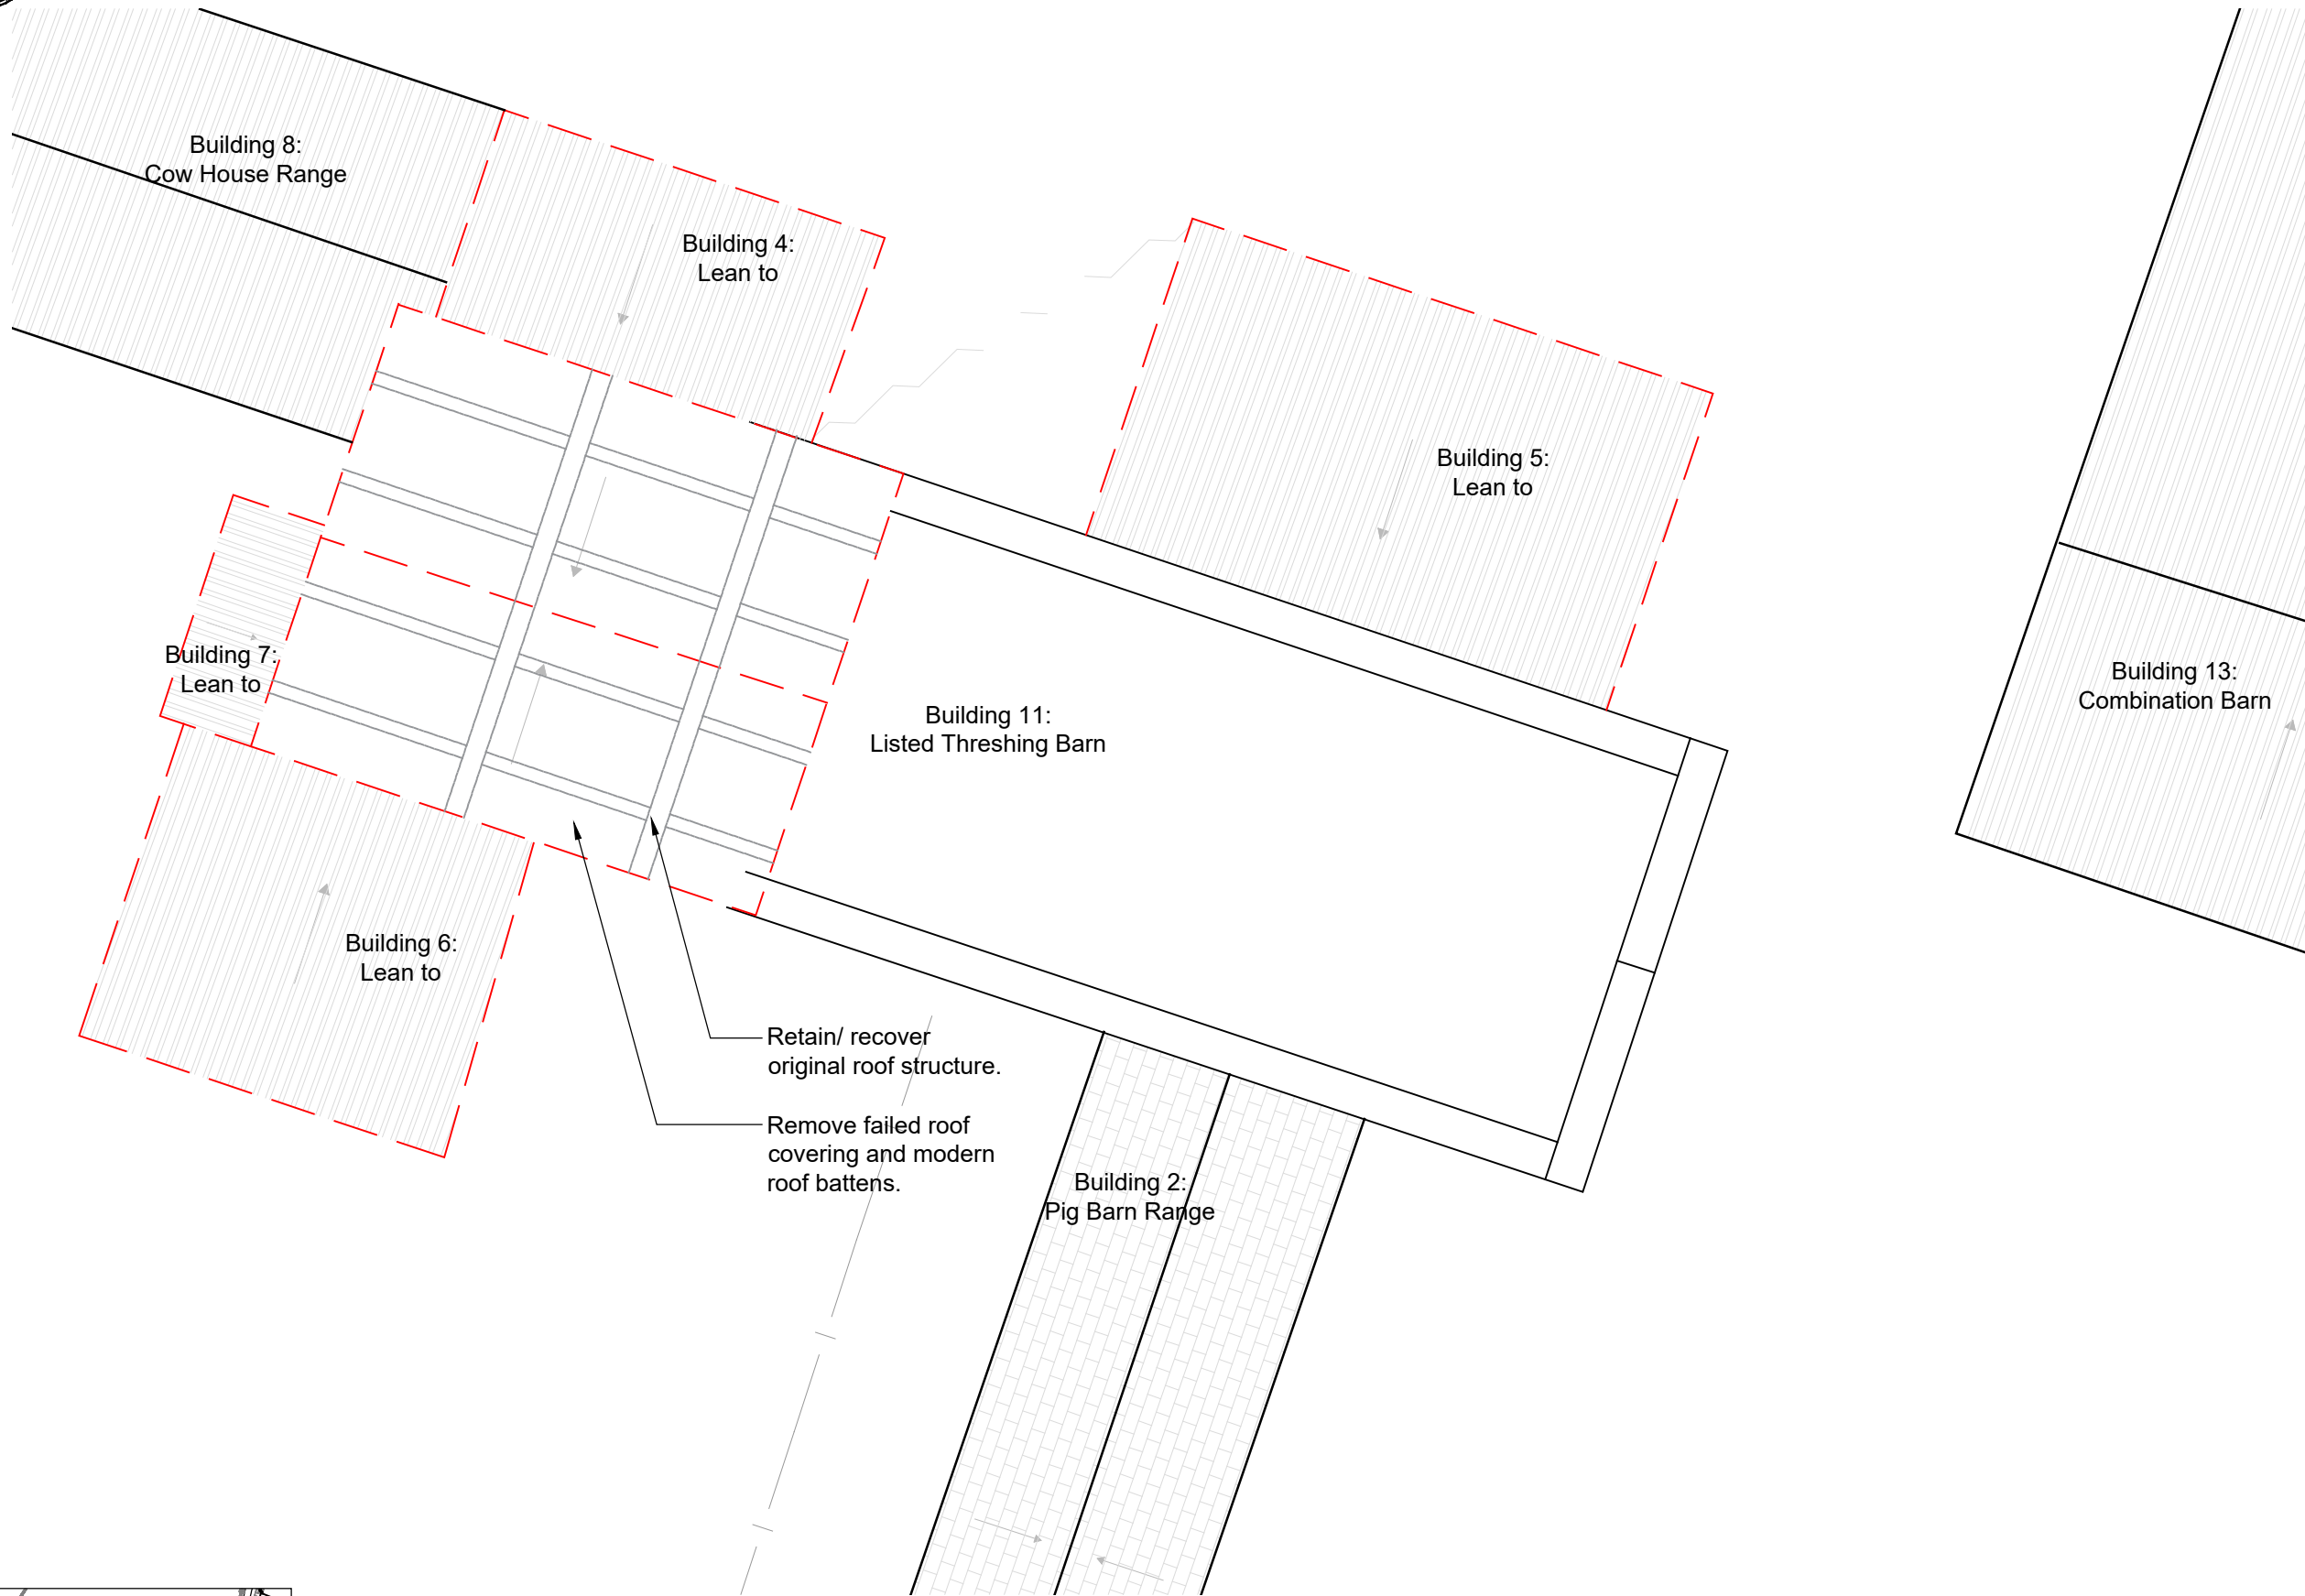 Building 8:
Cow House Range
Building 4:
Lean to
Building 5:
Lean to
Building 7:
Lean to
Building 13:
Combination Barn
Building 11:
Listed Threshing Barn
Building 6:
Lean to
Retain/ recover
original roof structure.
Remove failed roof
covering and modern
roof battens.
Building 2:
Pig Barn Range